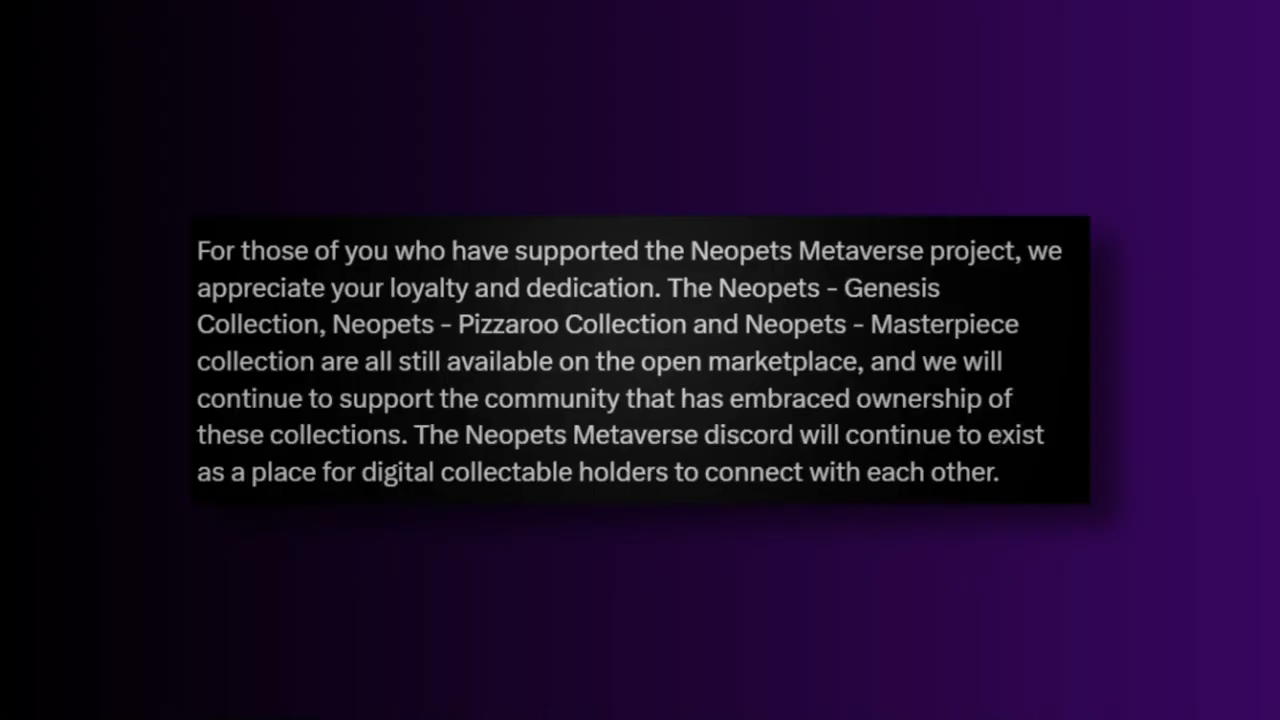 For those of you who have supported the Neopets Metaverse project, we
appreciate your loyalty and dedication. The Neopets - Genesis
Collection, Neopets - Pizzaroo Collection and Neopets - Masterpiece
collection are all still available on the open marketplace, and we will
continue to support the community that has embraced ownership of
these collections. The Neopets Metaverse discord will continue to exist
as a place for digital collectable holders to connect with each other.